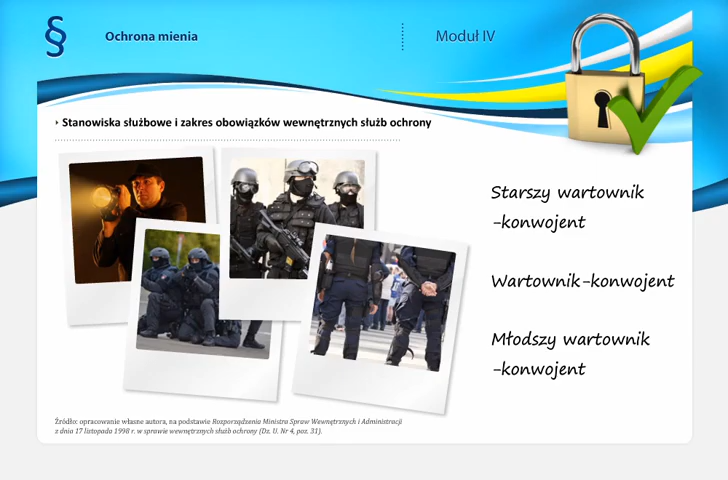 §
Ochrona mienia
Moduł IV
Stanowiska służbowe i zakres obowiązków wewnętrznych służb ochrony
Starszy wartownik
-konwojent
Wartownik-konwojent
Młodszy wartownik
-konwojent
Źródło: opracowanie własne autora, na podstawie Rozporządzenia Ministra Spraw Wewnętrznych i Administracji
z dnia 17 listopada 1998 r. w sprawie wewnętrznych służb ochrony (Dz. U. Nr 4, poz. 31).